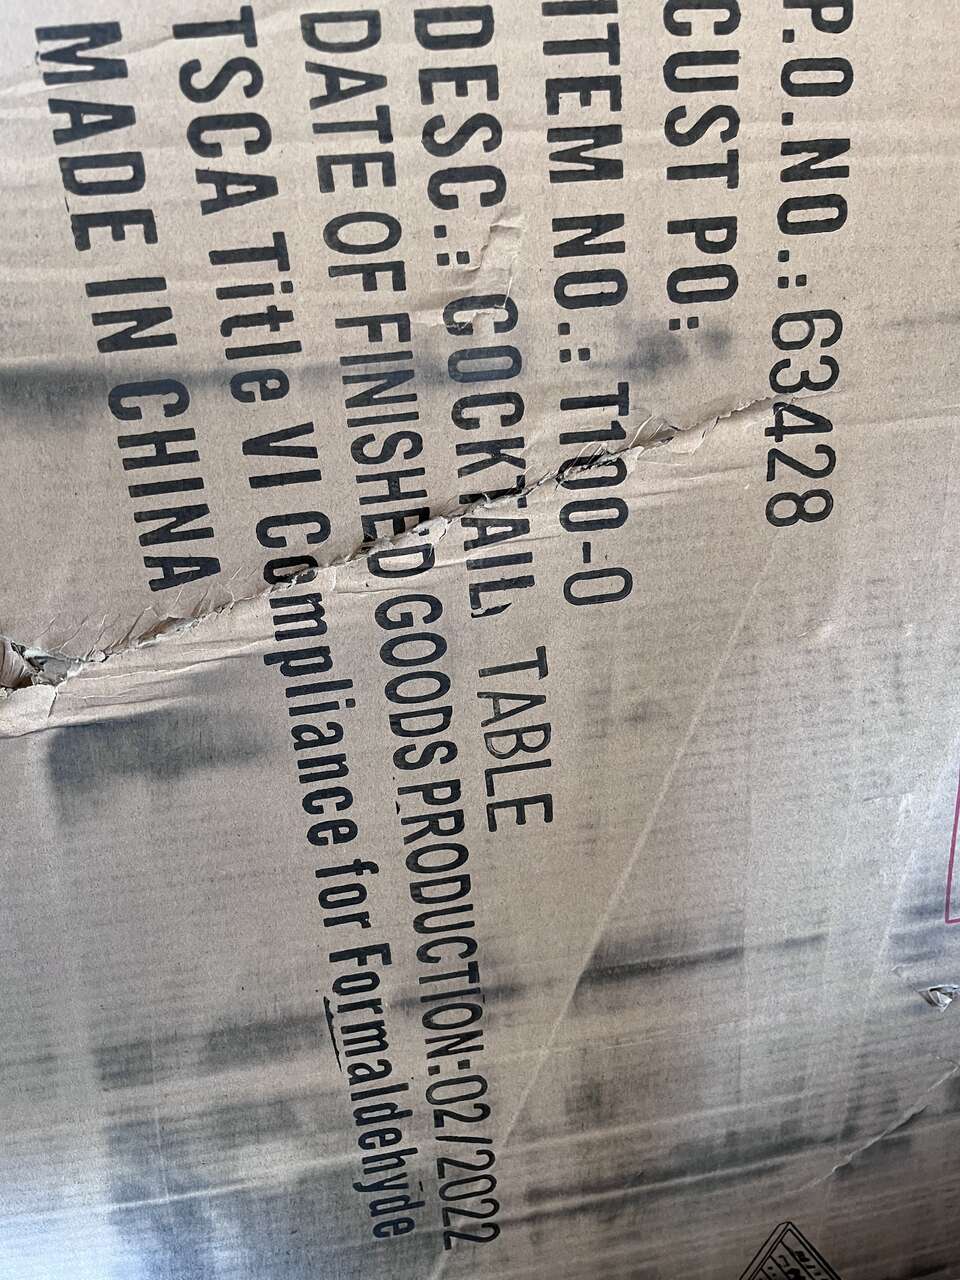 P.O.NO.: 63428
CUST PO:
ITEM NO.: T100-0
DESC.: COCKTAIL TABLE
DATE OF FINISHED GOODS PRODUCTION:02/2022
TSCA Title VI Compliance for Formaldehyde
MADE IN CHINA